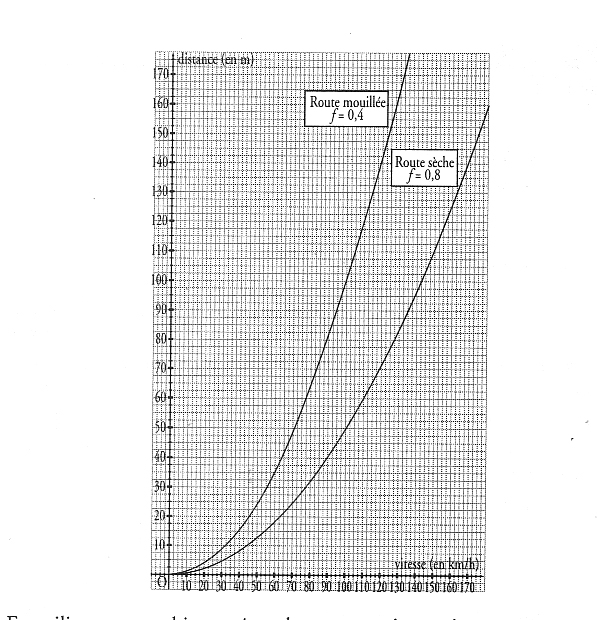 distance (en m)
170
160
150
140
130
120
110
100
90
80
70
60
50
40
30
20
10
Route mouillée
f = 0,4
Route sèche
f = 0,8
vitesse (en km/h)
O 10 20 30 40 50 60 70 80 90 100 110 120 130 140 150 160 170